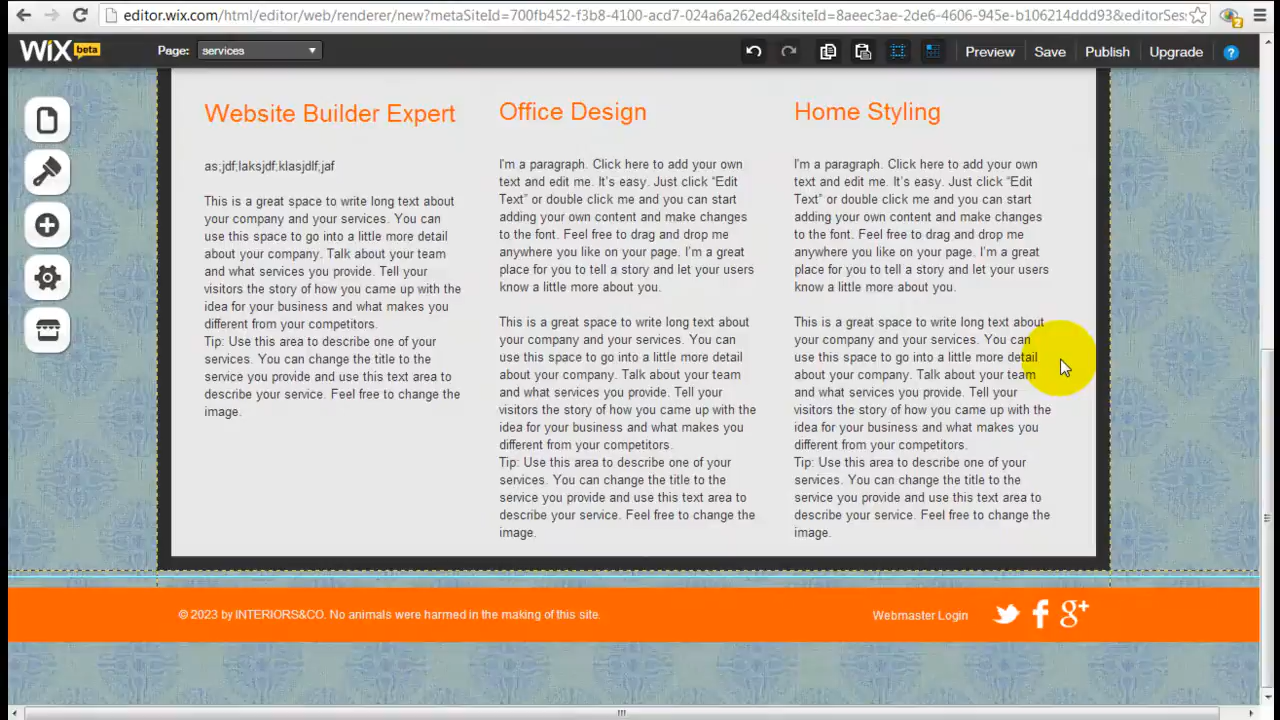 editor.wix.com/html/editor/web/renderer/new?metaSiteId=700fb452-f3b8-4100-acd7-024a6a262ed4&siteId=8aeec3ae-2de6-4606-945e-b106214ddd93&editorSes
WiX beta
Page: services
Preview Save Publish Upgrade ?
Website Builder Expert
as;jdf;laksjdf;klasjdlf;jaf
This is a great space to write long text about
your company and your services. You can
use this space to go into a little more detail
about your company. Talk about your team
and what services you provide. Tell your
visitors the story of how you came up with the
idea for your business and what makes you
different from your competitors.
Tip: Use this area to describe one of your
services. You can change the title to the
service you provide and use this text area to
describe your service. Feel free to change the
image.
Office Design
I'm a paragraph. Click here to add your own
text and edit me. It's easy. Just click "Edit
Text" or double click me and you can start
adding your own content and make changes
to the font. Feel free to drag and drop me
anywhere you like on your page. I'm a great
place for you to tell a story and let your users
know a little more about you.
This is a great space to write long text about
your company and your services. You can
use this space to go into a little more detail
about your company. Talk about your team
and what services you provide. Tell your
visitors the story of how you came up with the
idea for your business and what makes you
different from your competitors.
Tip: Use this area to describe one of your
services. You can change the title to the
service you provide and use this text area to
describe your service. Feel free to change the
image.
Home Styling
I'm a paragraph. Click here to add your own
text and edit me. It's easy. Just click "Edit
Text" or double click me and you can start
adding your own content and make changes
to the font. Feel free to drag and drop me
anywhere you like on your page. I'm a great
place for you to tell a story and let your users
know a little more about you.
This is a great space to write long text about
your company and your services. You can
use this space to go into a little more detail
about your company. Talk about your team
and what services you provide. Tell your
visitors the story of how you came up with the
idea for your business and what makes you
different from your competitors.
Tip: Use this area to describe one of your
services. You can change the title to the
service you provide and use this text area to
describe your service. Feel free to change the
image.
© 2023 by INTERIORS&CO. No animals were harmed in the making of this site.
Webmaster Login